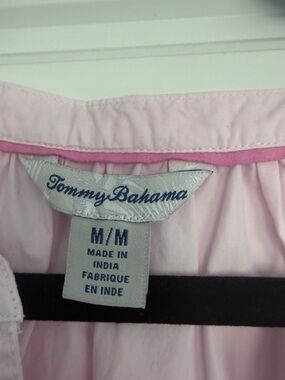 Tommy Bahama
M/M
MADE IN
INDIA
FABRIQUE
EN INDE